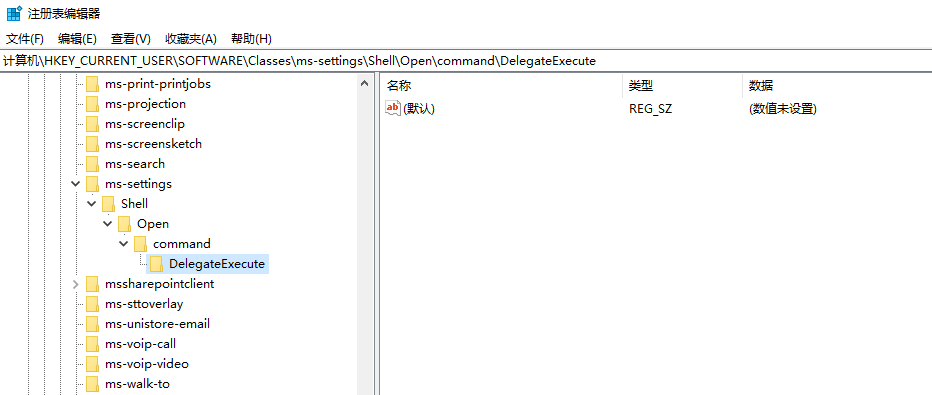 注册表编辑器
文件(F) 编辑(E) 查看(V) 收藏夹(A) 帮助(H)
计算机\HKEY_CURRENT_USER\SOFTWARE\Classes\ms-settings\Shell\Open\command\DelegateExecute
ms-print-printjobs
ms-projection
ms-screenclip
ms-screensketch
ms-search
ms-settings
Shell
Open
command
DelegateExecute
mssharepointclient
ms-sttoverlay
ms-unistore-email
ms-voip-call
ms-voip-video
ms-walk-to
名称 类型 数据
ab (默认) REG_SZ (数值未设置)